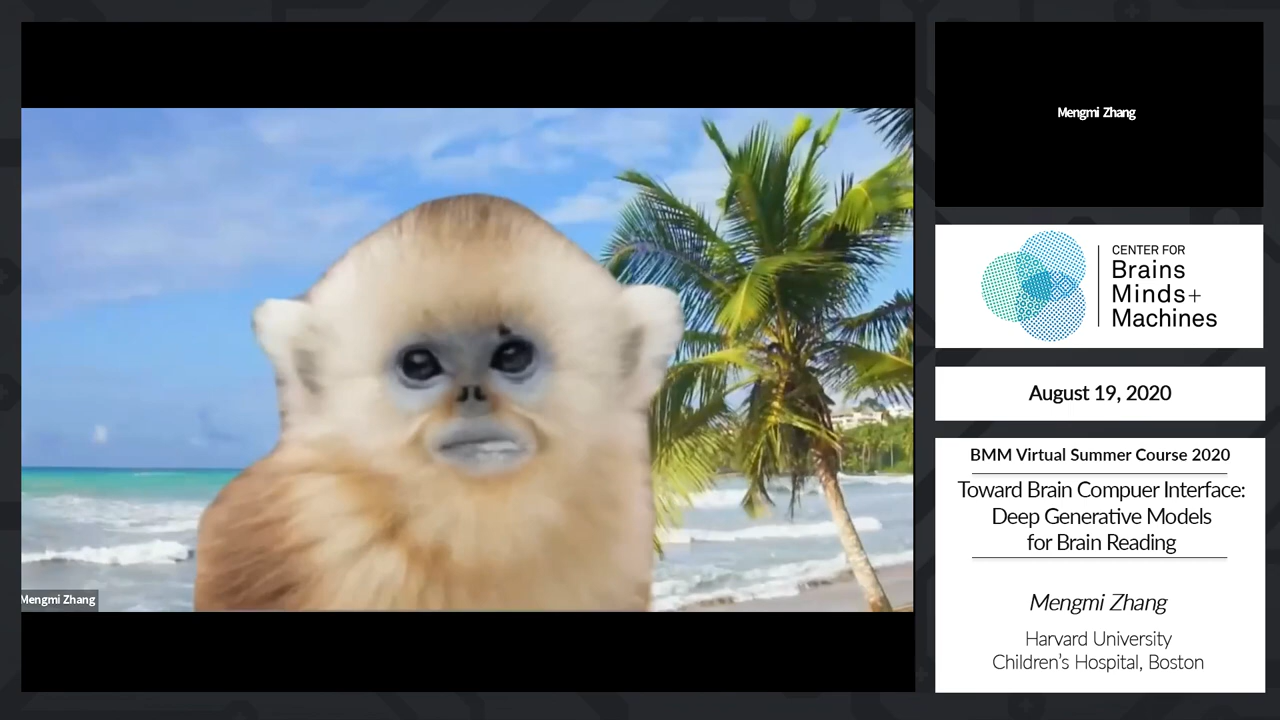 Mengmi Zhang
Mengmi Zhang
CENTER FOR
Brains
Minds+
Machines
August 19, 2020
BMM Virtual Summer Course 2020
Toward Brain Compuer Interface:
Deep Generative Models
for Brain Reading
Mengmi Zhang
Harvard University
Children's Hospital, Boston